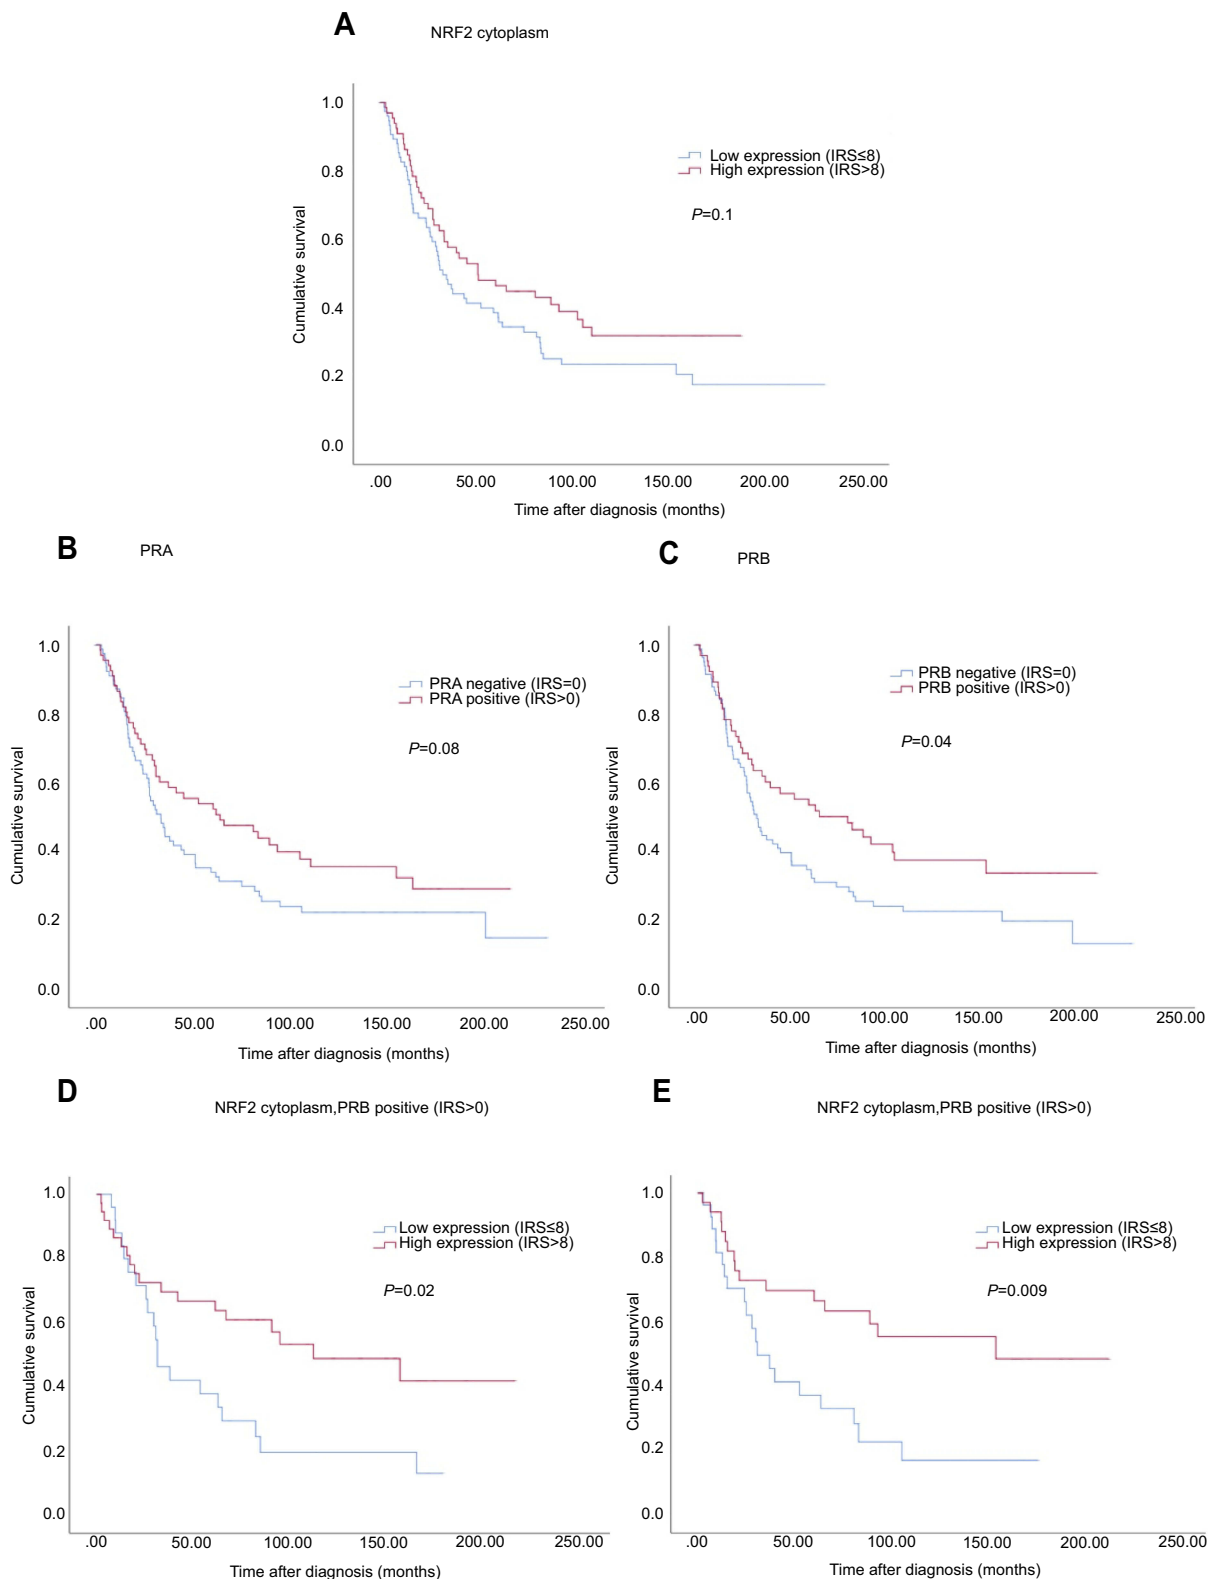 A
NRF2 cytoplasm
1.0
0.8
0.6
0.4
0.2
0.0
Cumulative survival
Low expression (IRS≤8)
High expression (IRS>8)
P=0.1
.00 50.00 100.00 150.00 200.00 250.00
Time after diagnosis (months)
B
PRA
1.0
0.8
0.6
0.4
0.2
0.0
Cumulative survival
PRA negative (IRS=0)
PRA positive (IRS>0)
P=0.08
.00 50.00 100.00 150.00 200.00 250.00
Time after diagnosis (months)
C
PRB
1.0
0.8
0.6
0.4
0.2
0.0
Cumulative survival
PRB negative (IRS=0)
PRB positive (IRS>0)
P=0.04
.00 50.00 100.00 150.00 200.00 250.00
Time after diagnosis (months)
D
NRF2 cytoplasm,PRB positive (IRS>0)
1.0
0.8
0.6
0.4
0.2
0.0
Cumulative survival
Low expression (IRS≤8)
High expression (IRS>8)
P=0.02
.00 50.00 100.00 150.00 200.00 250.00
Time after diagnosis (months)
E
NRF2 cytoplasm,PRB positive (IRS>0)
1.0
0.8
0.6
0.4
0.2
0.0
Cumulative survival
Low expression (IRS≤8)
High expression (IRS>8)
P=0.009
.00 50.00 100.00 150.00 200.00 250.00
Time after diagnosis (months)